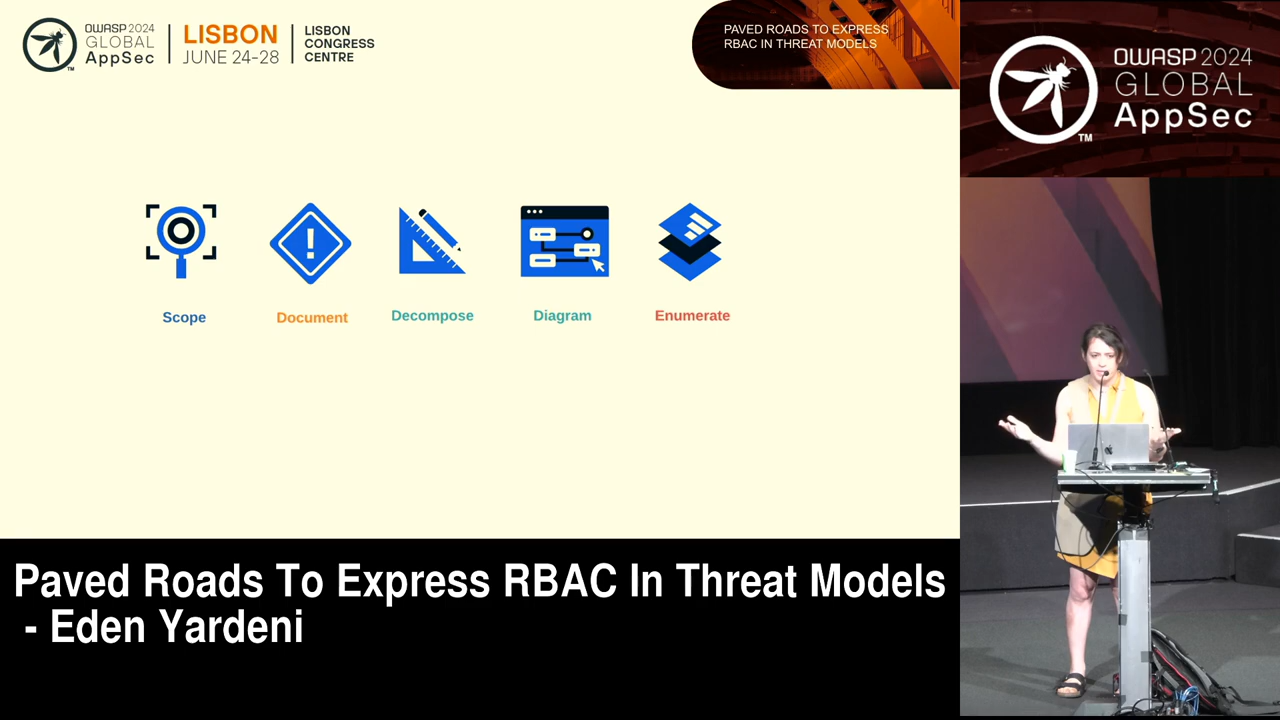 OWASP 2024
GLOBAL
AppSec
TM
LISBON
JUNE 24-28
LISBON
CONGRESS
CENTRE
PAVED ROADS TO EXPRESS
RBAC IN THREAT MODELS
OWASP 2024
GLOBAL
AppSec
TM
Scope
Document
Decompose
Diagram
Enumerate
Paved Roads To Express RBAC In Threat Models
- Eden Yardeni